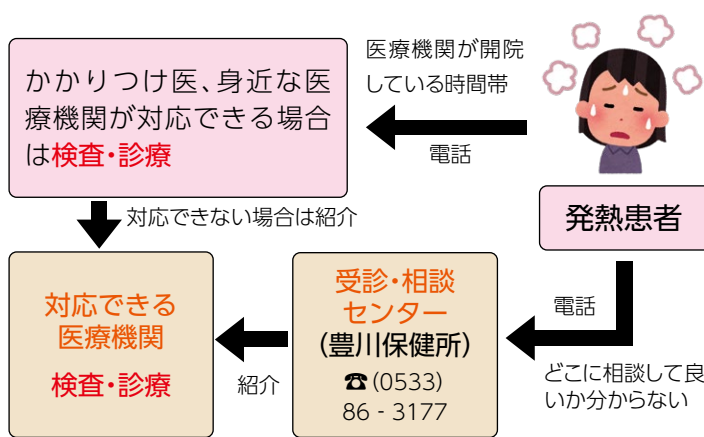 医療機関が開院
している時間帯
電話
かかりつけ医、身近な医
療機関が対応できる場合
は検査・診療
発熱患者
対応できない場合は紹介
対応できる
医療機関
検査・診療
紹介
受診・相談
センター
(豊川保健所)
☎(0533)
86‐3177
電話
どこに相談して良
いか分からない